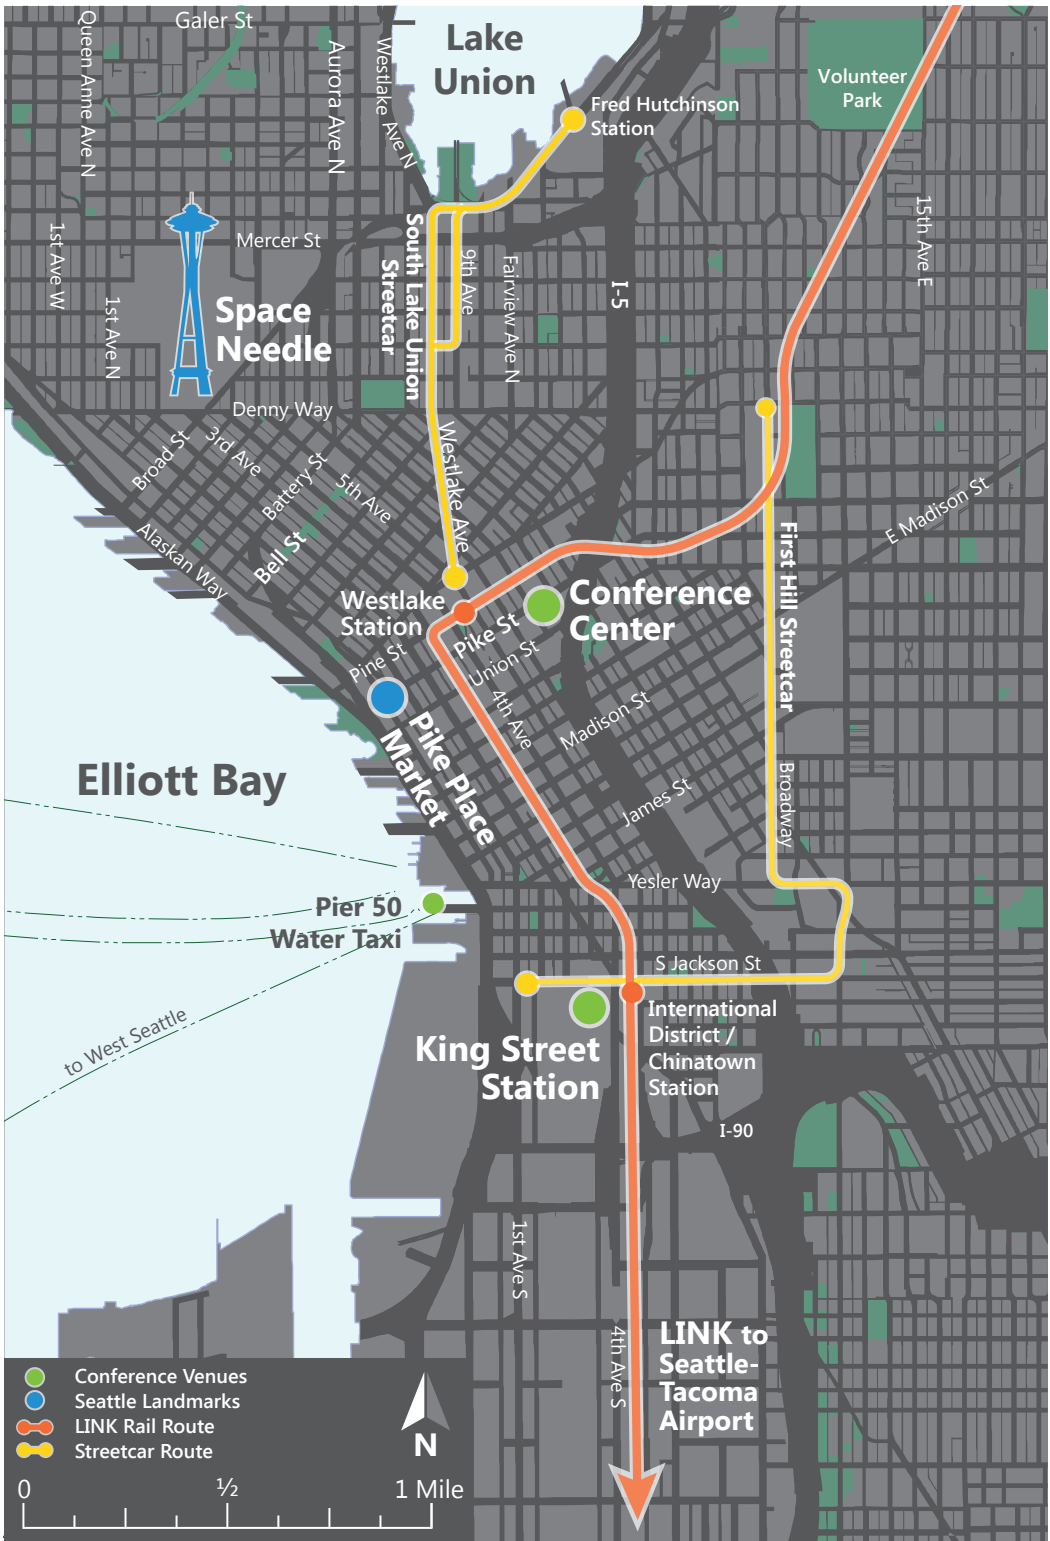 Galer St
Queen Anne Ave N
Aurora Ave N
Westlake Ave N
Lake
Union
Fred Hutchinson
Station
Volunteer
Park
1st Ave W
1st Ave N
Mercer St
Space
Needle
South Lake Union
Streetcar
9th Ave
Fairview Ave N
I-5
15th Ave E
Denny Way
Broad St
3rd Ave
Battery St
5th Ave
Bell St
Alaskan Way
Westlake Ave
E Madison St
First Hill Streetcar
Westlake
Station
Conference
Center
Pike St
Union St
Pine St
4th Ave
Madison St
Pike Place
Market
Elliott Bay
James St
Broadway
Yesler Way
Pier 50
Water Taxi
S Jackson St
to West Seattle
King Street
Station
International
District /
Chinatown
Station
I-90
1st Ave S
4th Ave S
LINK to
Seattle-
Tacoma
Airport
Conference Venues
Seattle Landmarks
LINK Rail Route
Streetcar Route
N
0 ½ 1 Mile